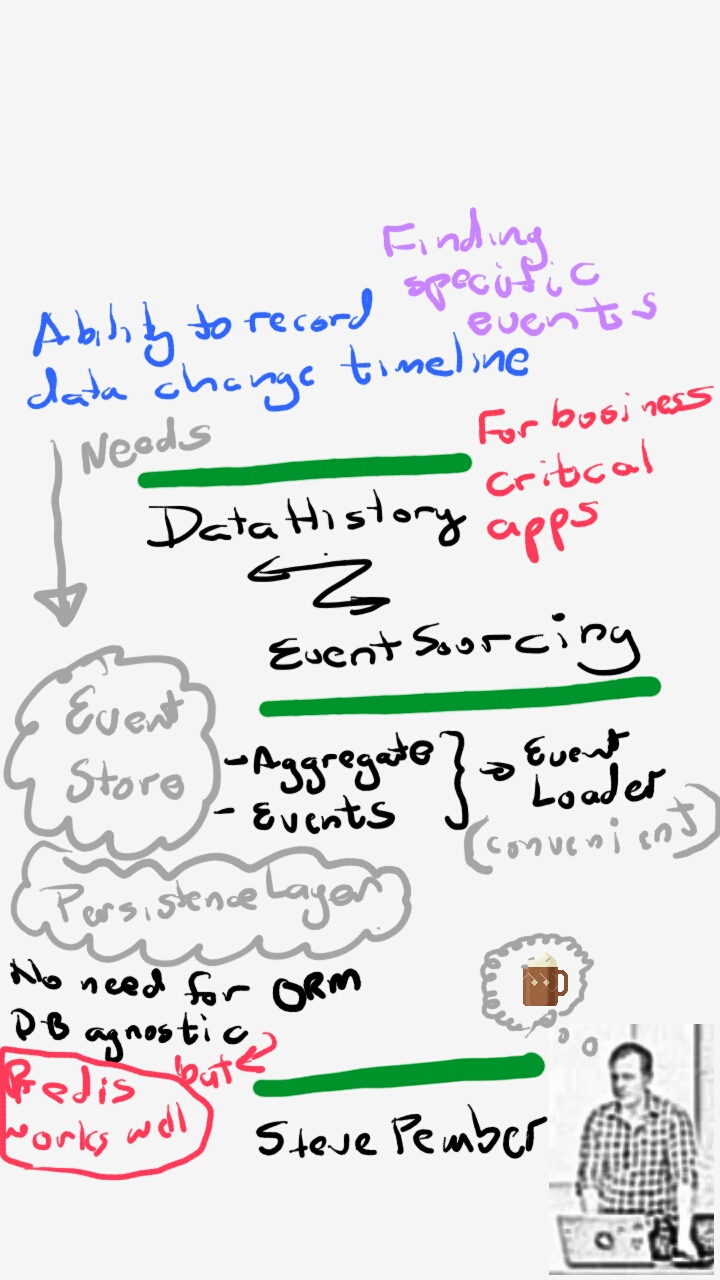 Finding
specific
events
Ability to record
data change timeline
Needs
For business
critical
apps
Data History
Event Sourcing
Event
Store
- Aggregate
- Events
Event
Loader
(convenient)
Persistence Layer
No need for ORM
DB agnostic
but
Redis
works well
Steve Pember